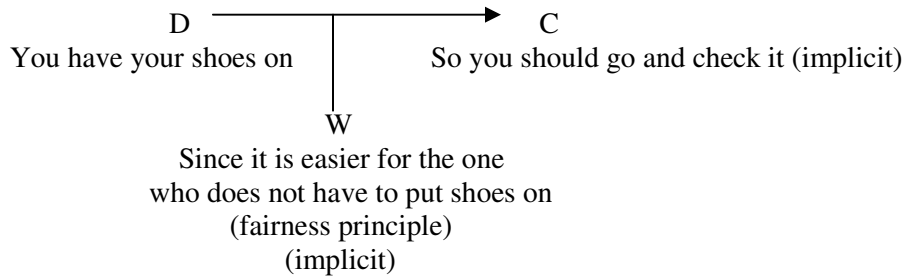 D C
You have your shoes on So you should go and check it (implicit)
W
Since it is easier for the one
who does not have to put shoes on
(fairness principle)
(implicit)